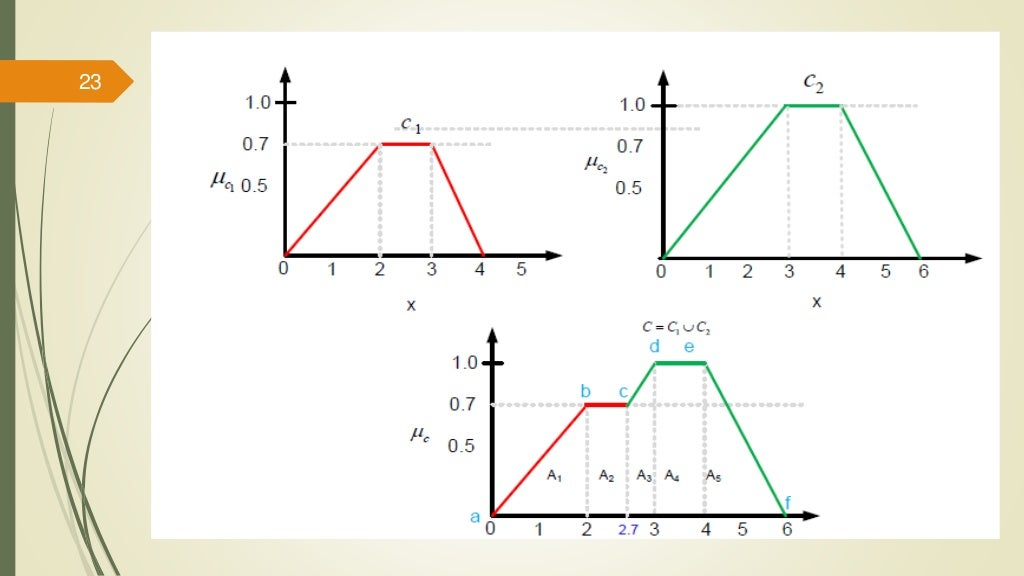 23
1.0
0.7
μc1 0.5
c 1
0 1 2 3 4 5
x
1.0
0.7
μc2
0.5
C2
0 1 2 3 4 5 6
x
C = C1 ∪ C2
d e
1.0
b c
0.7
μc
0.5
A1 A2 A3 A4 A5
f
a
0 1 2 2.7 3 4 5 6